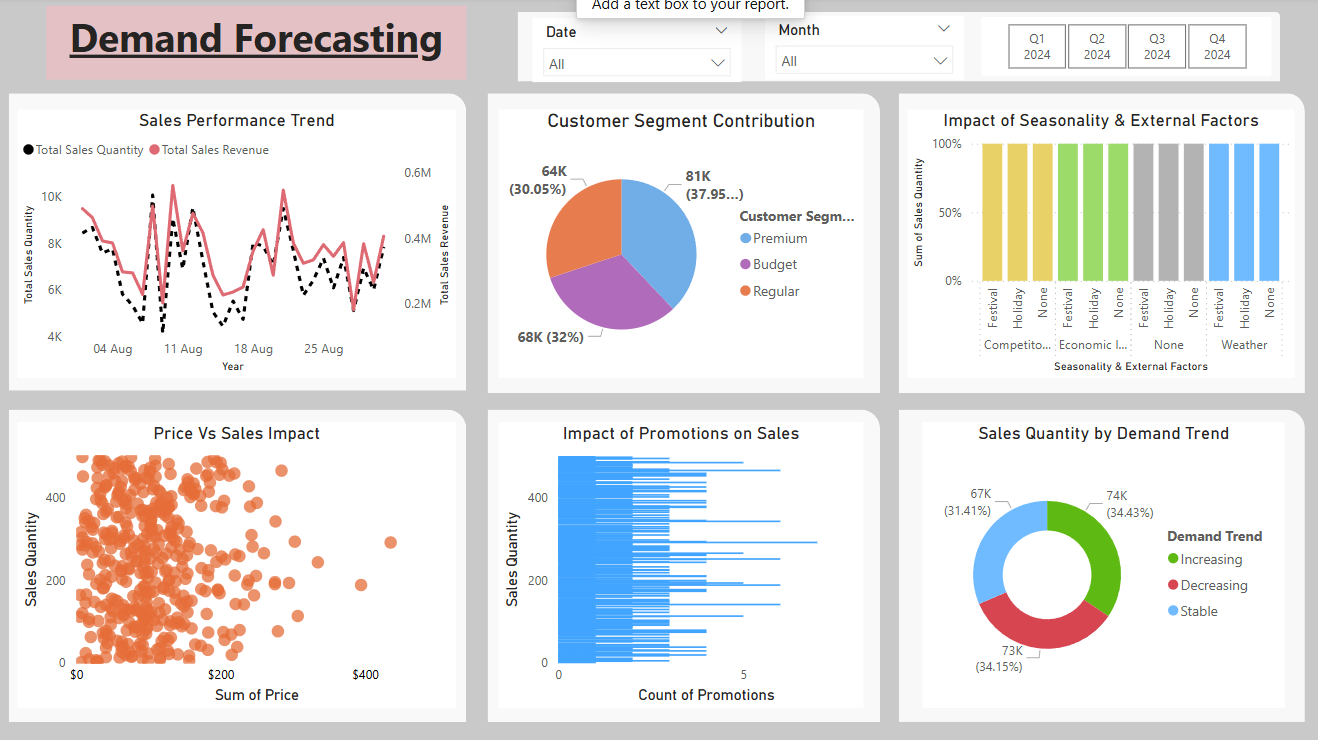 Add a text box to your report.
Demand Forecasting
Date
All
Month
All
Q1
2024
Q2
2024
Q3
2024
Q4
2024
Sales Performance Trend
Total Sales Quantity Total Sales Revenue
10K
8K
6K
4K
Total Sales Quantity
0.6M
0.4M
0.2M
Total Sales Revenue
04 Aug 11 Aug 18 Aug 25 Aug
Year
Customer Segment Contribution
64K
(30.05%)
81K
(37.95...)
68K (32%)
Customer Segm...
Premium
Budget
Regular
Impact of Seasonality & External Factors
100%
50%
0%
Sum of Sales Quantity
Festival Holiday None Festival Holiday None Festival Holiday None Festival Holiday None
Competito... Economic I... None Weather
Seasonality & External Factors
Price Vs Sales Impact
400
200
0
Sales Quantity
$0 $200 $400
Sum of Price
Impact of Promotions on Sales
400
200
0
Sales Quantity
0 5
Count of Promotions
Sales Quantity by Demand Trend
67K
(31.41%)
74K
(34.43%)
73K
(34.15%)
Demand Trend
Increasing
Decreasing
Stable